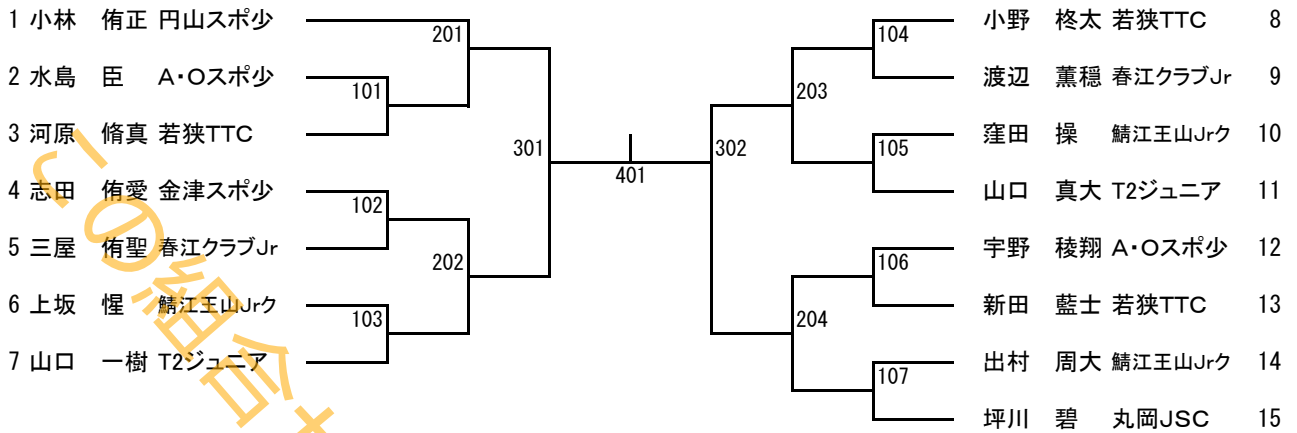 1 小林 侑正 円山スポ少
2 水島 臣 A・Oスポ少
3 河原 脩真 若狭TTC
4 志田 侑愛 金津スポ少
5 三屋 侑聖 春江クラブJr
6 上坂 惺 鯖江王山Jrク
7 山口 一樹 T2ジュニア
201
101
301
102
202
103
401
104
203
302
105
106
204
107
小野 柊太 若狭TTC 8
渡辺 薫穏 春江クラブJr 9
窪田 操 鯖江王山Jrク 10
山口 真大 T2ジュニア 11
宇野 稜翔 A・Oスポ少 12
新田 藍士 若狭TTC 13
出村 周大 鯖江王山Jrク 14
坪川 碧 丸岡JSC 15
この組合